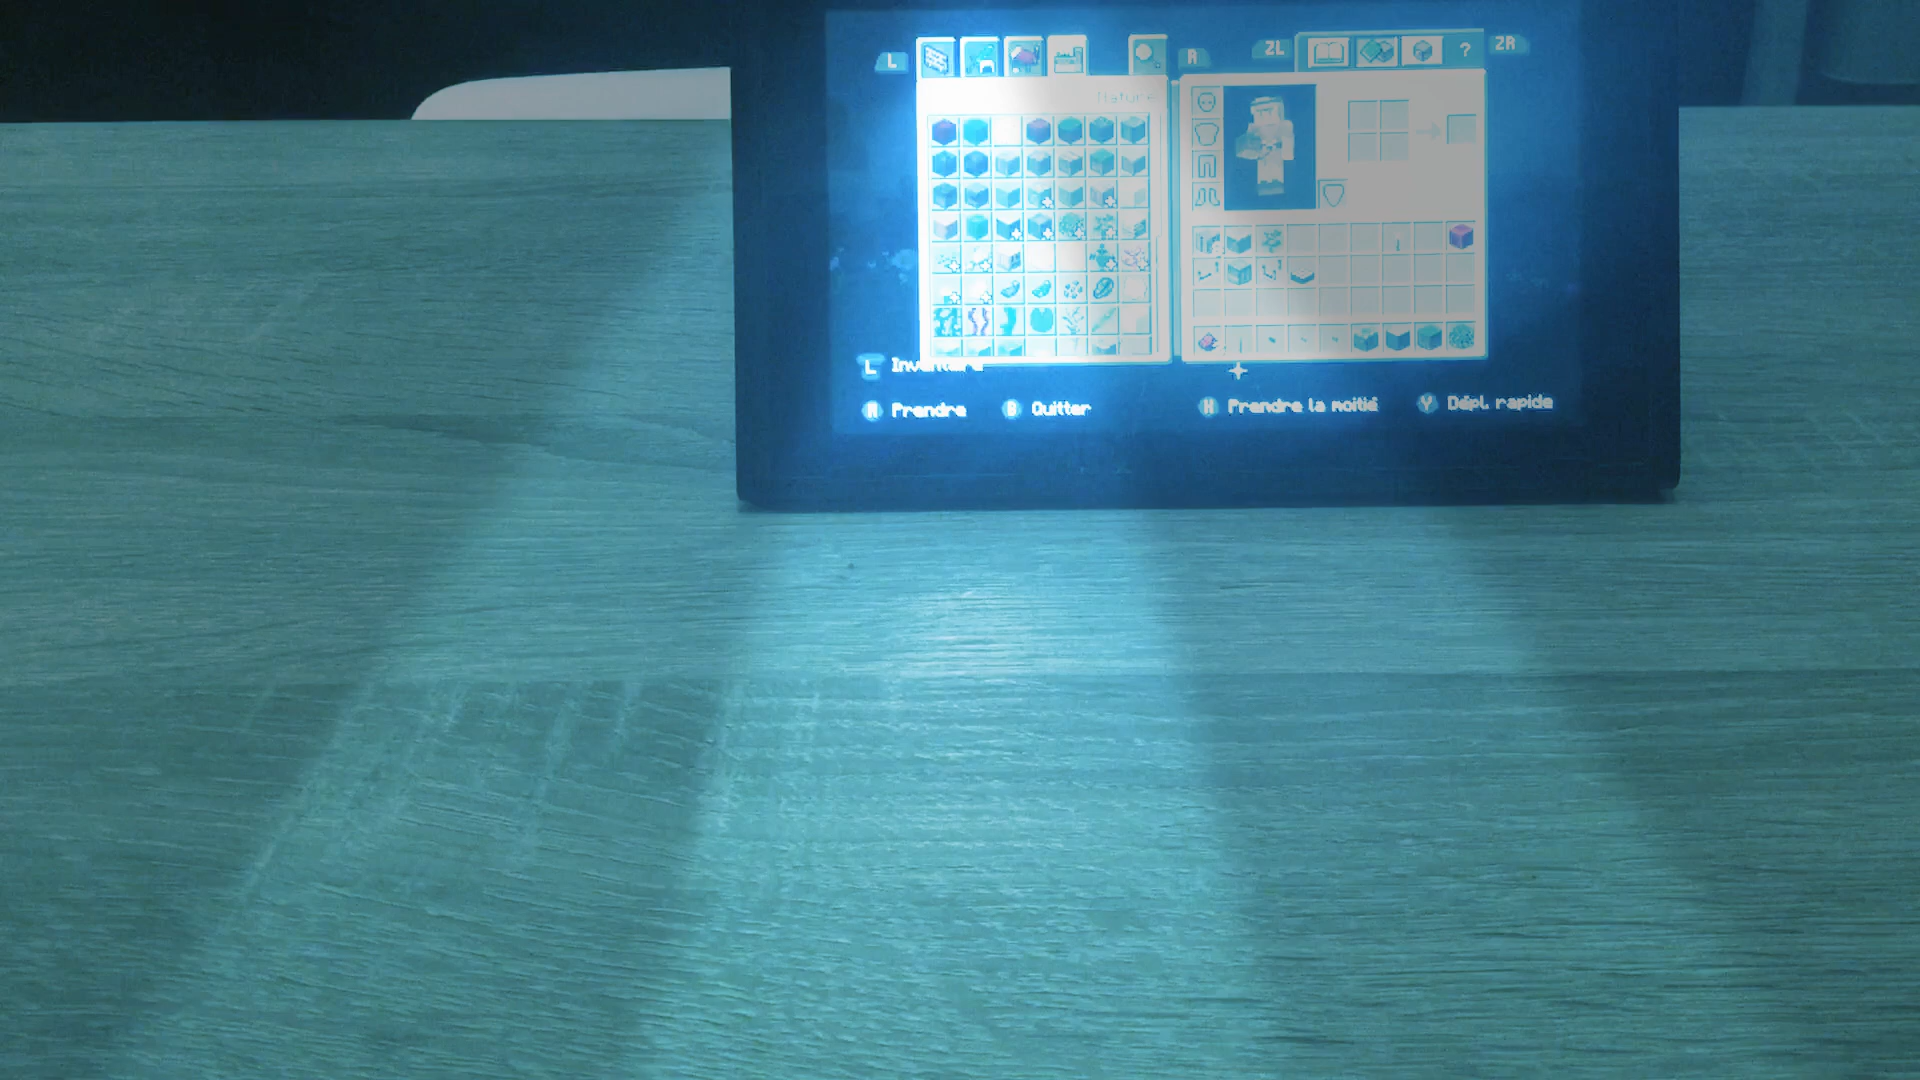 L R ZL ? ZR
Nature
L Inventaire
A Prendre B Quitter X Prendre la moitié Y Dépl. rapide